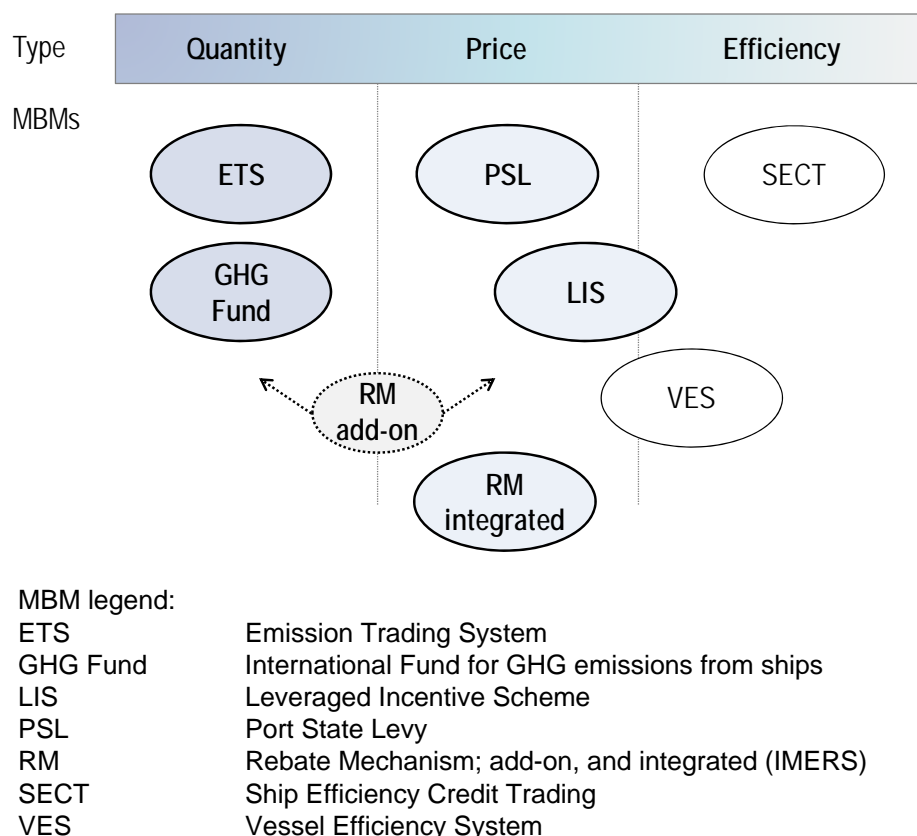 Type Quantity Price Efficiency
MBMs
ETS PSL SECT
GHG
Fund
LIS
RM
add-on
VES
RM
integrated
MBM legend:
ETS Emission Trading System
GHG Fund International Fund for GHG emissions from ships
LIS Leveraged Incentive Scheme
PSL Port State Levy
RM Rebate Mechanism; add-on, and integrated (IMERS)
SECT Ship Efficiency Credit Trading
VES Vessel Efficiency System